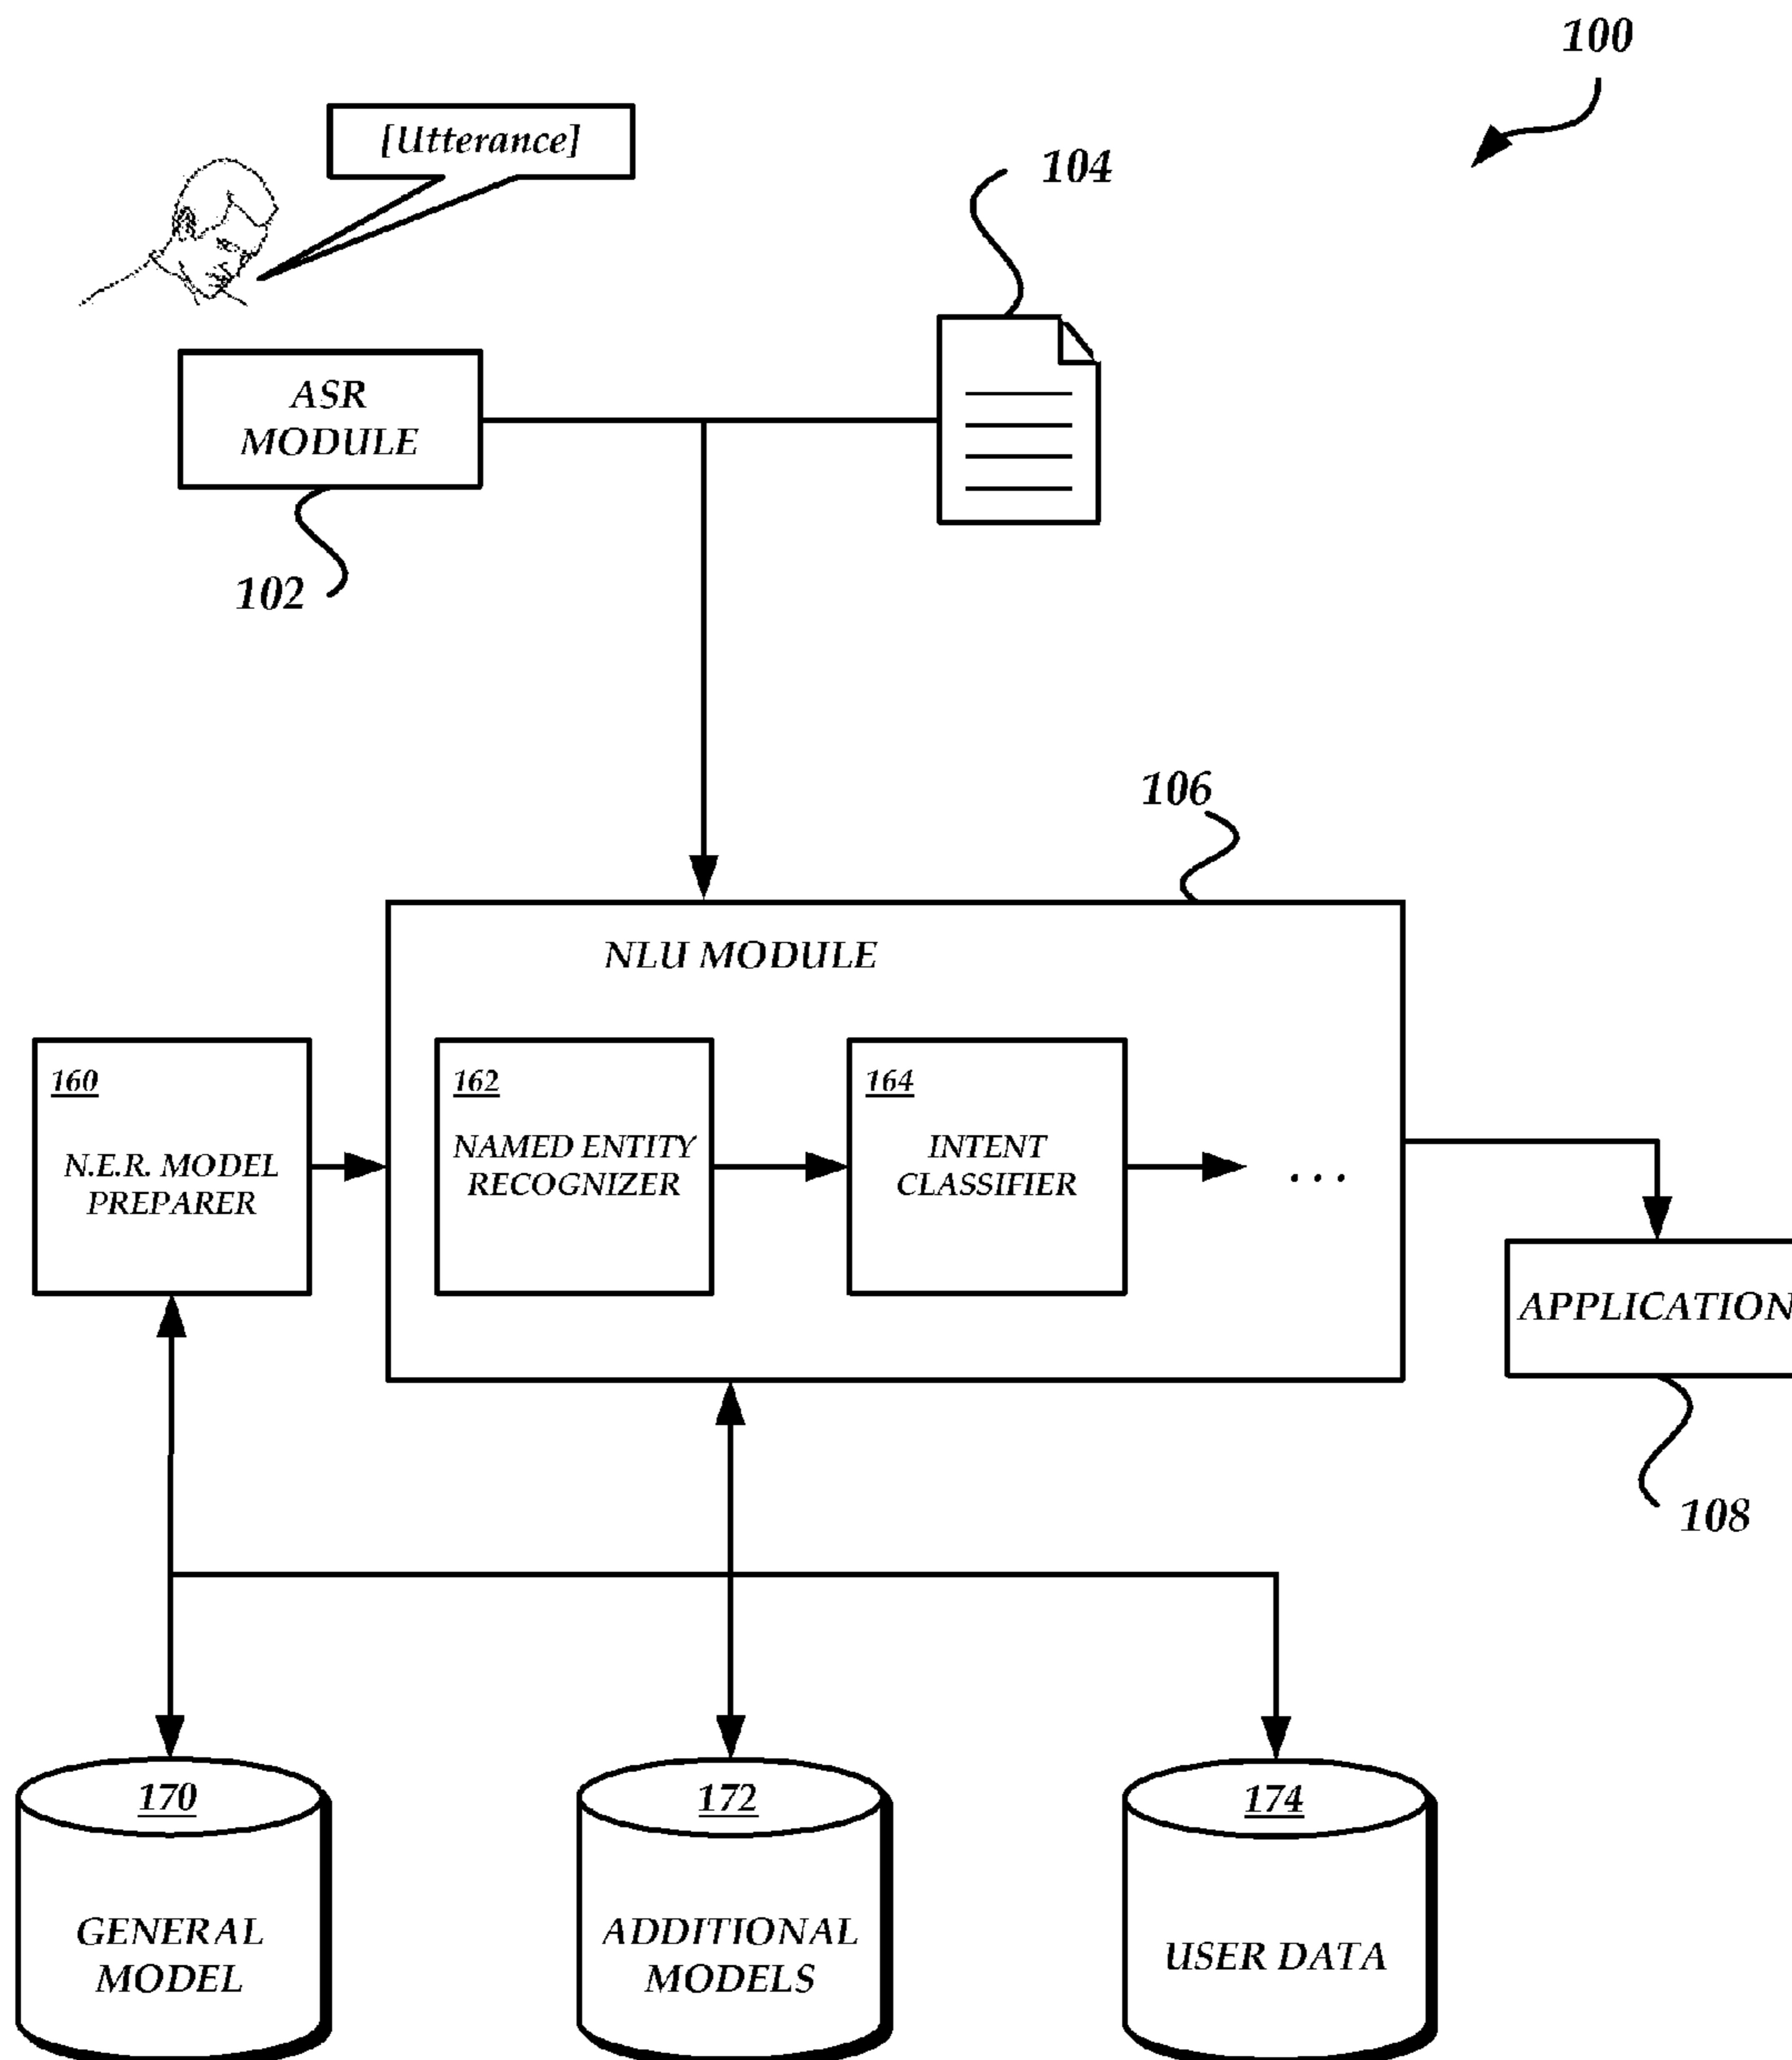 100
[Utterance]
104
ASR
MODULE
102
106
NLU MODULE
160
N.E.R. MODEL
PREPARER
162
NAMED ENTITY
RECOGNIZER
164
INTENT
CLASSIFIER
...
APPLICATION
108
170
GENERAL
MODEL
172
ADDITIONAL
MODELS
174
USER DATA